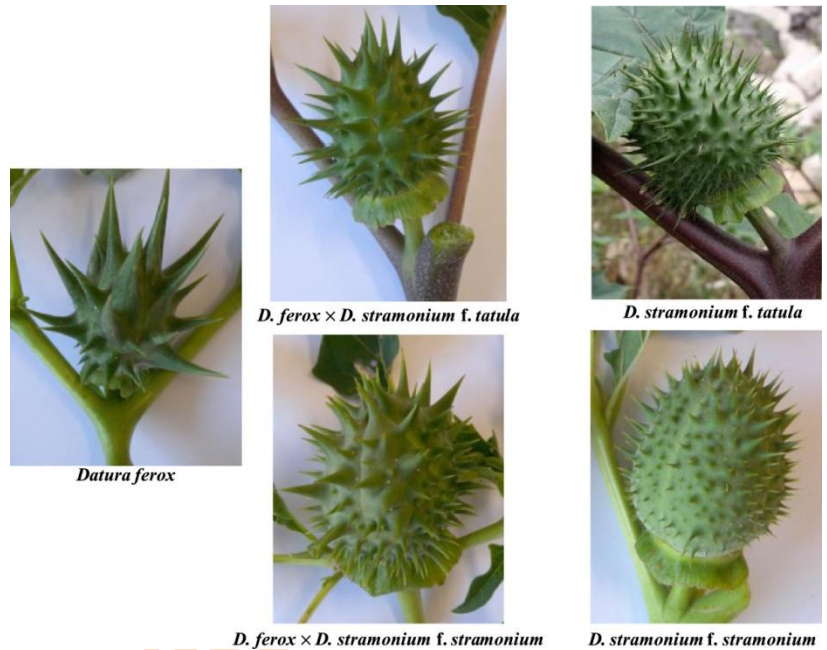 D. ferox × D. stramonium f. tatula
D. stramonium f. tatula
Datura ferox
D. ferox × D. stramonium f. stramonium
D. stramonium f. stramonium